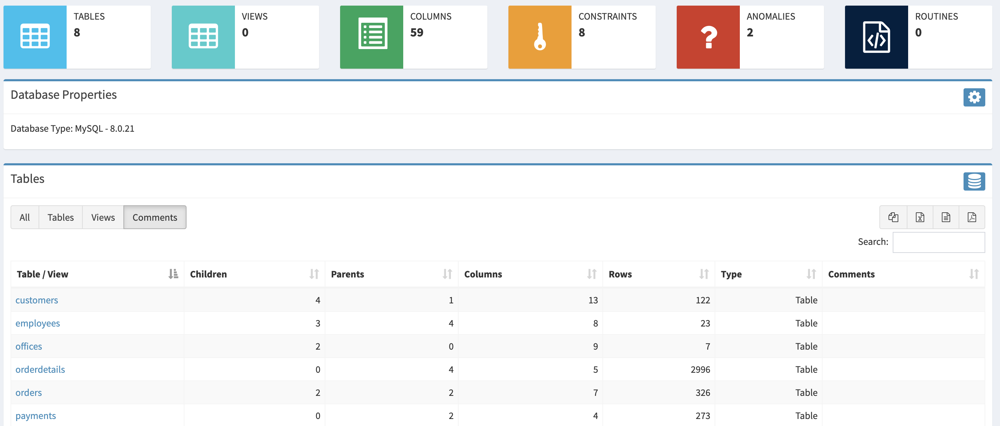 TABLES
8
VIEWS
0
COLUMNS
59
CONSTRAINTS
8
ANOMALIES
2
ROUTINES
0
Database Properties
Database Type: MySQL - 8.0.21
Tables
All Tables Views Comments
Search:
Table / View Children Parents Columns Rows Type Comments
customers 4 1 13 122 Table
employees 3 4 8 23 Table
offices 2 0 9 7 Table
orderdetails 0 4 5 2996 Table
orders 2 2 7 326 Table
payments 0 2 4 273 Table